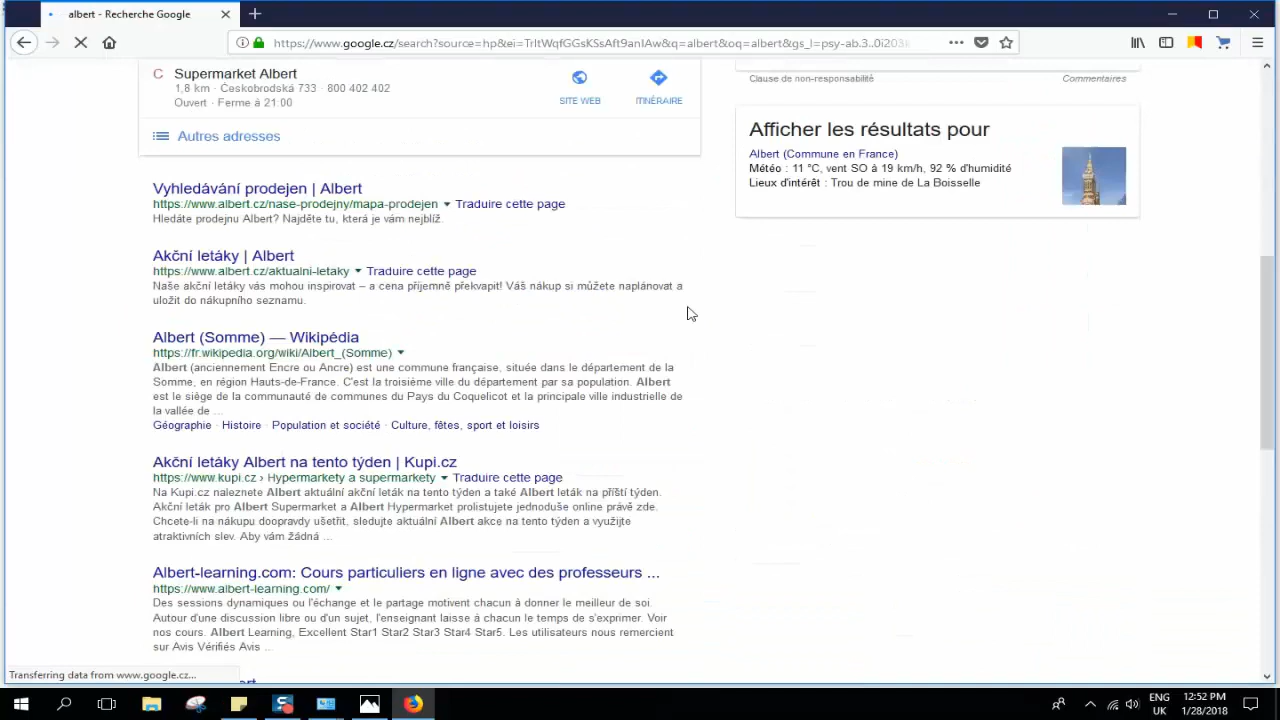 albert - Recherche Google
https://www.google.cz/search?source=hp&ei=TrltWqfGGsKSsAft9anIAw&q=albert&oq=albert&gs_l=psy-ab.3..0i203k
C Supermarket Albert
1,8 km · Českobrodská 733 · 800 402 402
Ouvert · Ferme à 21:00
SITE WEB
ITINÉRAIRE
Autres adresses
Vyhledávání prodejen | Albert
https://www.albert.cz/nase-prodejny/mapa-prodejen Traduire cette page
Hledáte prodejnu Albert? Najděte tu, která je vám nejblíž.
Akční letáky | Albert
https://www.albert.cz/aktualni-letaky Traduire cette page
Naše akční letáky vás mohou inspirovat – a cena příjemně překvapit! Váš nákup si můžete naplánovat a
uložit do nákupního seznamu.
Albert (Somme) — Wikipédia
https://fr.wikipedia.org/wiki/Albert_(Somme)
Albert (anciennement Encre ou Ancre) est une commune française, située dans le département de la
Somme, en région Hauts-de-France. C'est la troisième ville du département par sa population. Albert
est le siège de la communauté de communes du Pays du Coquelicot et la principale ville industrielle de
la vallée de ...
Géographie · Histoire · Population et société · Culture, fêtes, sport et loisirs
Akční letáky Albert na tento týden | Kupi.cz
https://www.kupi.cz › Hypermarkety a supermarkety Traduire cette page
Na Kupi.cz naleznete Albert aktuální akční leták na tento týden a také Albert leták na příští týden.
Akční leták pro Albert Supermarket a Albert Hypermarket prolistujete jednoduše online právě zde.
Chcete-li na nákupu doopravdy ušetřit, sledujte aktuální Albert akce na tento týden a využijte
atraktivních slev. Aby vám žádná ...
Albert-learning.com: Cours particuliers en ligne avec des professeurs ...
https://www.albert-learning.com/
Des sessions dynamiques ou l'échange et le partage motivent chacun à donner le meilleur de soi.
Autour d'une discussion libre ou d'un sujet, l'enseignant laisse à chacun le temps de s'exprimer. Voir
nos cours. Albert Learning, Excellent Star1 Star2 Star3 Star4 Star5. Les utilisateurs nous remercient
sur Avis Vérifiés Avis ...
Clause de non-responsabilité
Commentaires
Afficher les résultats pour
Albert (Commune en France)
Météo : 11 °C, vent SO à 19 km/h, 92 % d'humidité
Lieux d'intérêt : Trou de mine de La Boisselle
Transferring data from www.google.cz...
ENG
UK
12:52 PM
1/28/2018